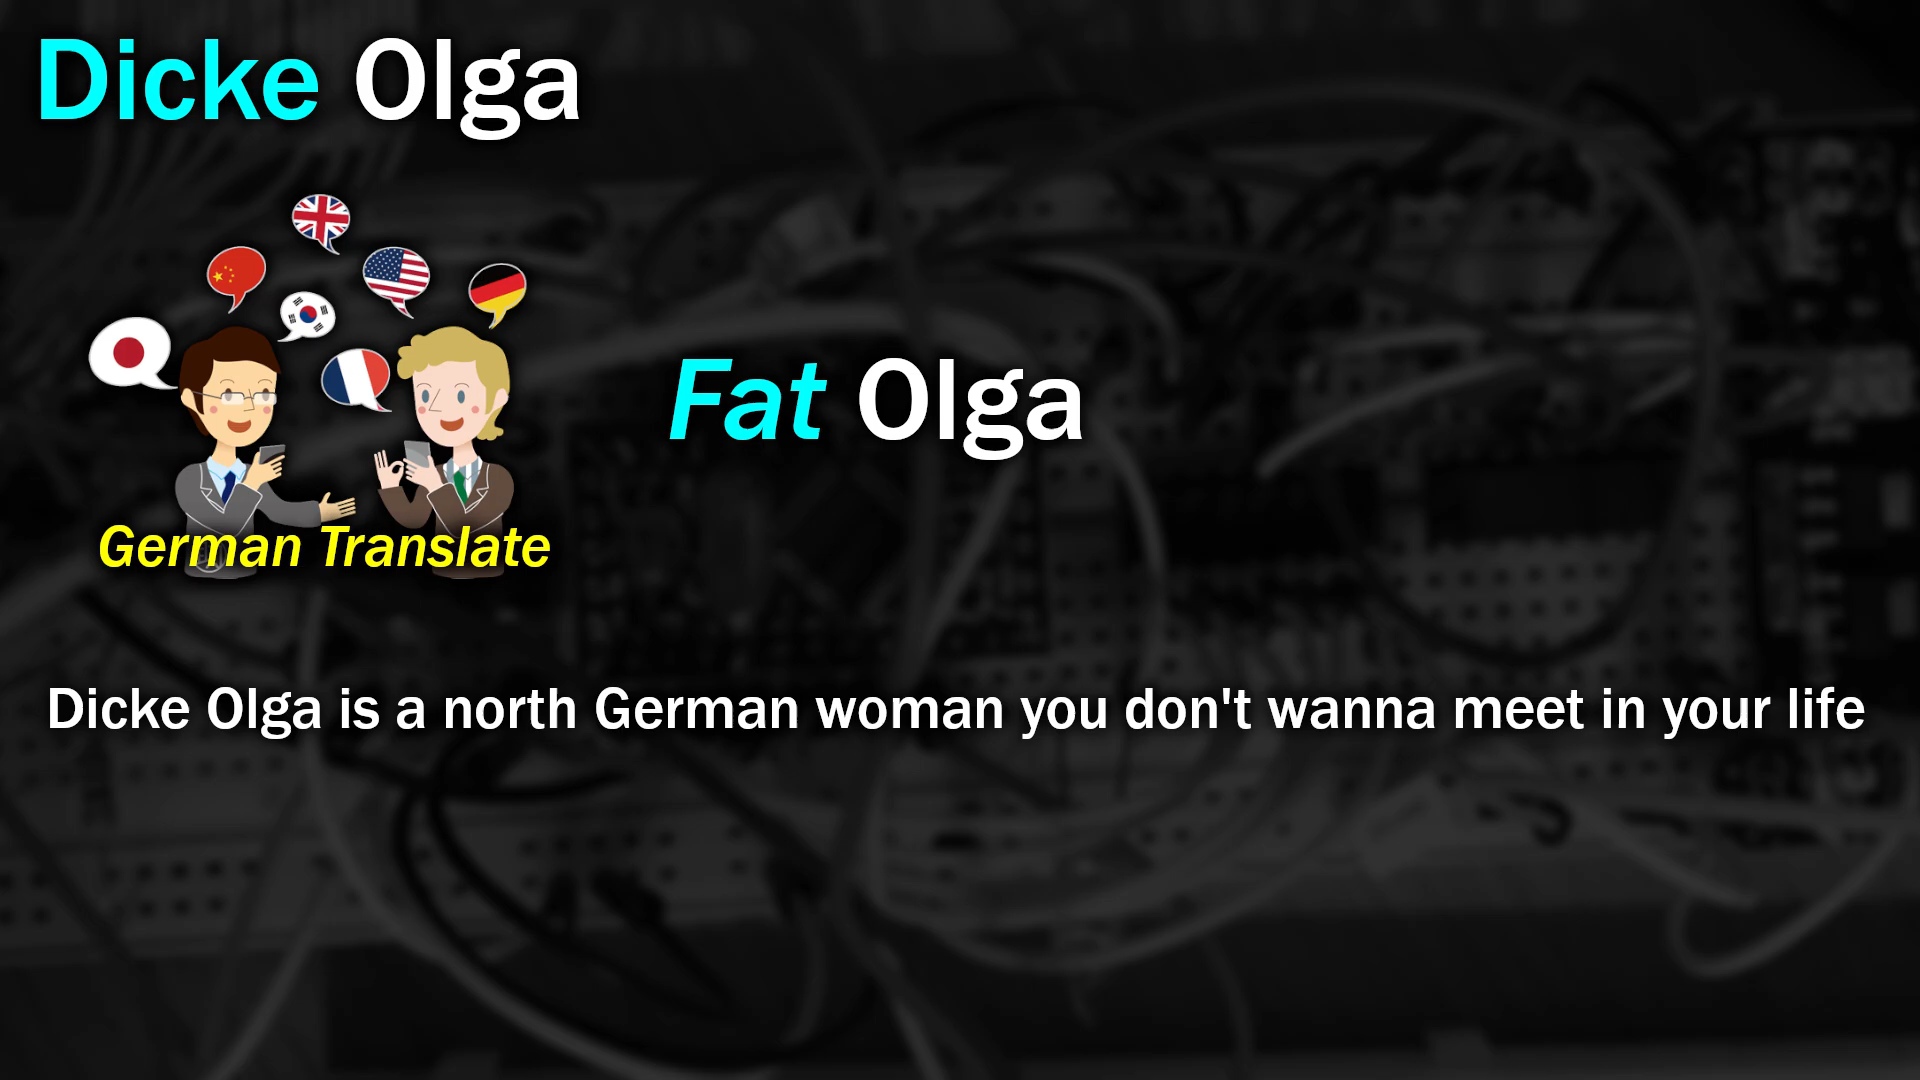 Dicke Olga
Fat Olga
German Translate
Dicke Olga is a north German woman you don't wanna meet in your life